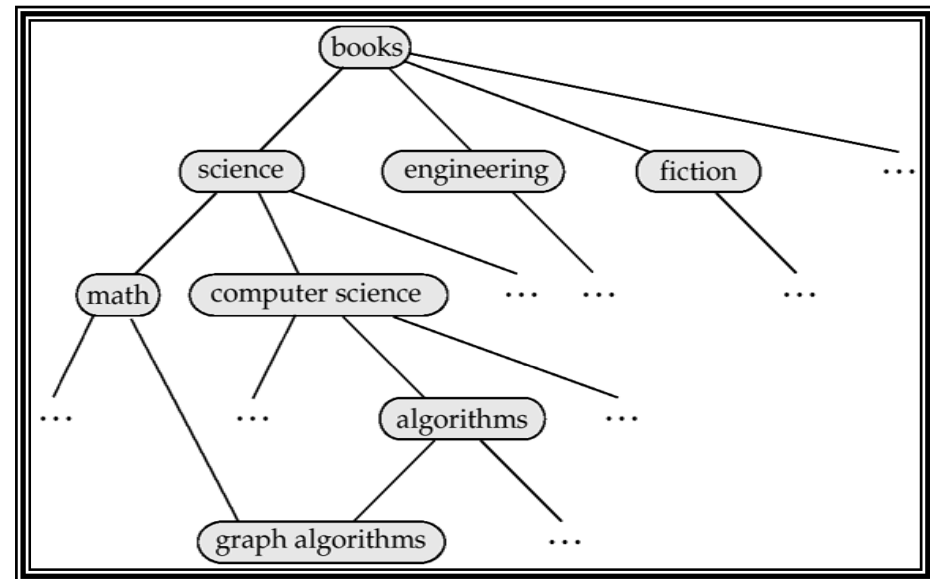 books
science
engineering
fiction
...
math
computer science
...
...
...
...
...
algorithms
...
graph algorithms
...